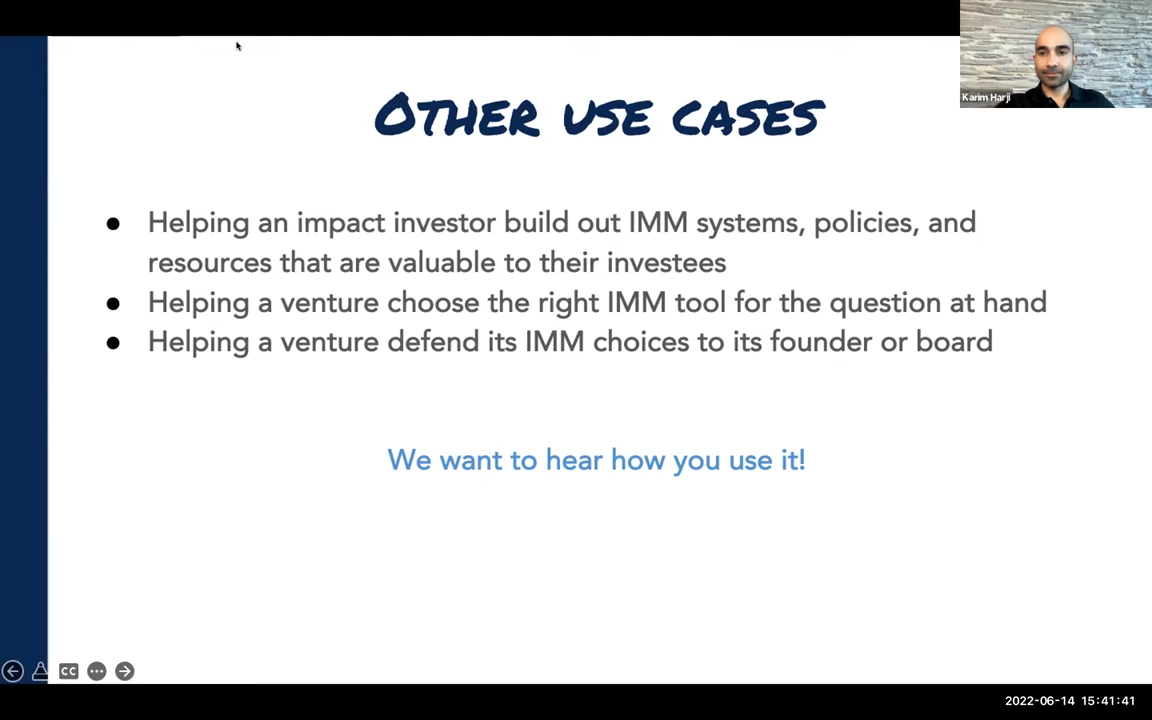 Karim Harji
OTHER USE CASES
● Helping an impact investor build out IMM systems, policies, and
resources that are valuable to their investees
● Helping a venture choose the right IMM tool for the question at hand
● Helping a venture defend its IMM choices to its founder or board
We want to hear how you use it!
CC
2022-06-14 15:41:41